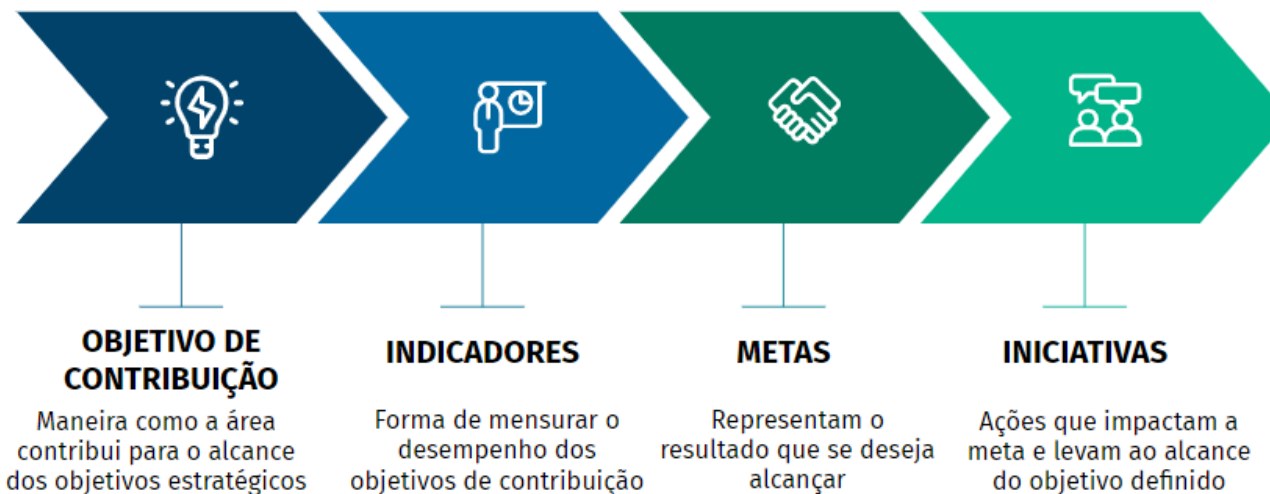 OBJETIVO DE
CONTRIBUIÇÃO
Maneira como a área
contribui para o alcance
dos objetivos estratégicos
INDICADORES
Forma de mensurar o
desempenho dos
objetivos de contribuição
METAS
Representam o
resultado que se deseja
alcançar
INICIATIVAS
Ações que impactam a
meta e levam ao alcance
do objetivo definido